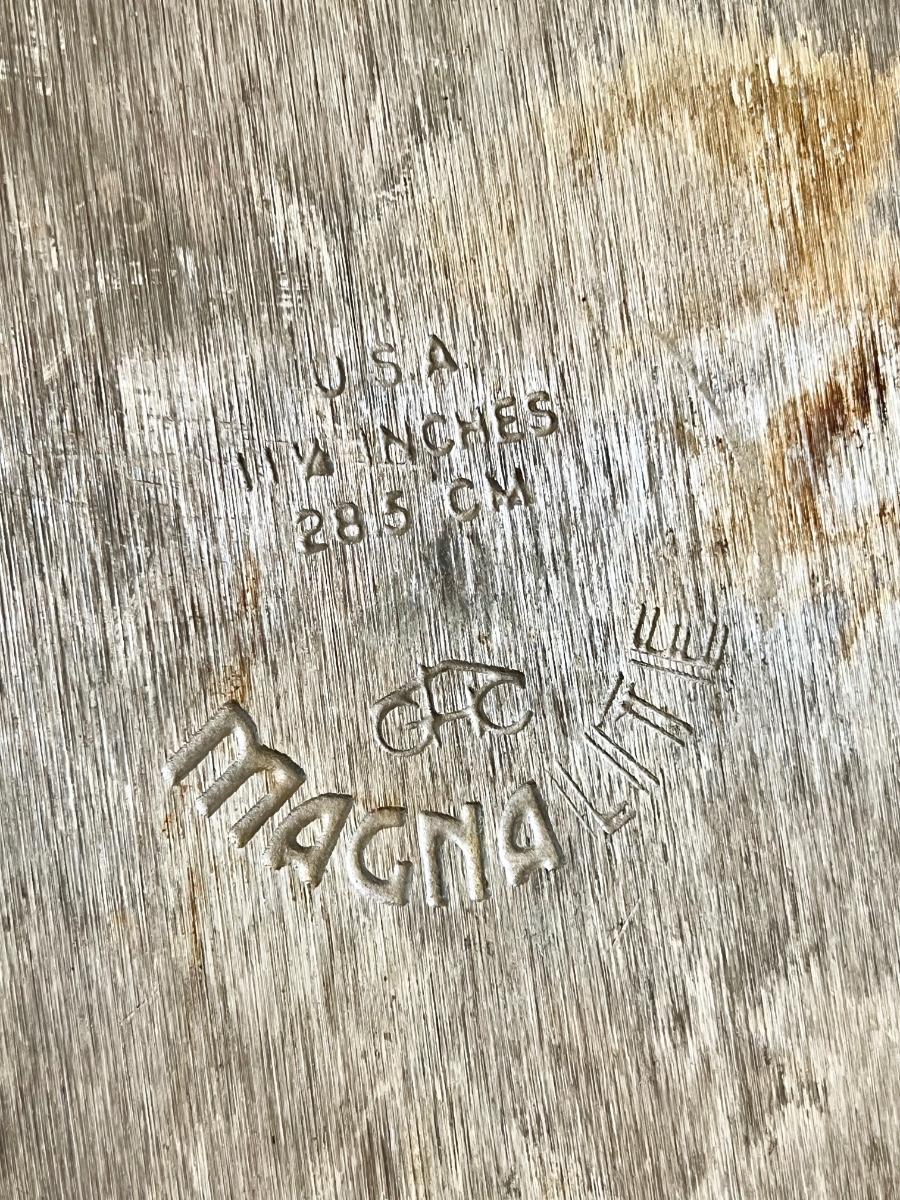 USA
11¼ INCHES
28.5 CM
GHC
MAGNALITE